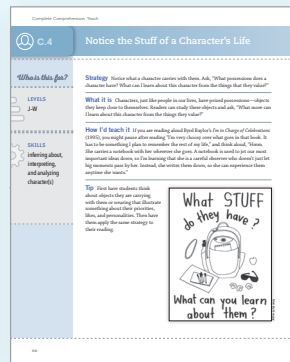 Complete Comprehension: Teach
C.4
Notice the Stuff of a Character's Life
Who is this for?
LEVELS
J–W
SKILLS
inferring about,
interpreting,
and analyzing
character(s)
Strategy Notice what a character carries with them. Ask, "What possessions does a
character have? What can I learn about this character from the things that they value?"
What it is Characters, just like people in our lives, have prized possessions—objects
they keep close to themselves. Readers can study these objects and ask, "What more can
I learn about this character from the things they value?"
How I'd teach it If you are reading aloud Byrd Baylor's I'm in Charge of Celebrations
(1995), you might pause after reading "I'm very choosy over what goes in that book. It
has to be something I plan to remember the rest of my life," and think aloud, "Hmm.
She carries a notebook with her wherever she goes. A notebook is used to jot our most
important ideas down, so I'm learning that she is a careful observer who doesn't just let
big moments pass by her. Instead, she writes them down, so she can experience them
anytime she wants."
Tip First have students think
about objects they are carrying
with them or wearing that illustrate
something about their priorities,
likes, and personalities. Then have
them apply the same strategy to
their reading.
What STUFF
do they have?
What can you learn
about them?